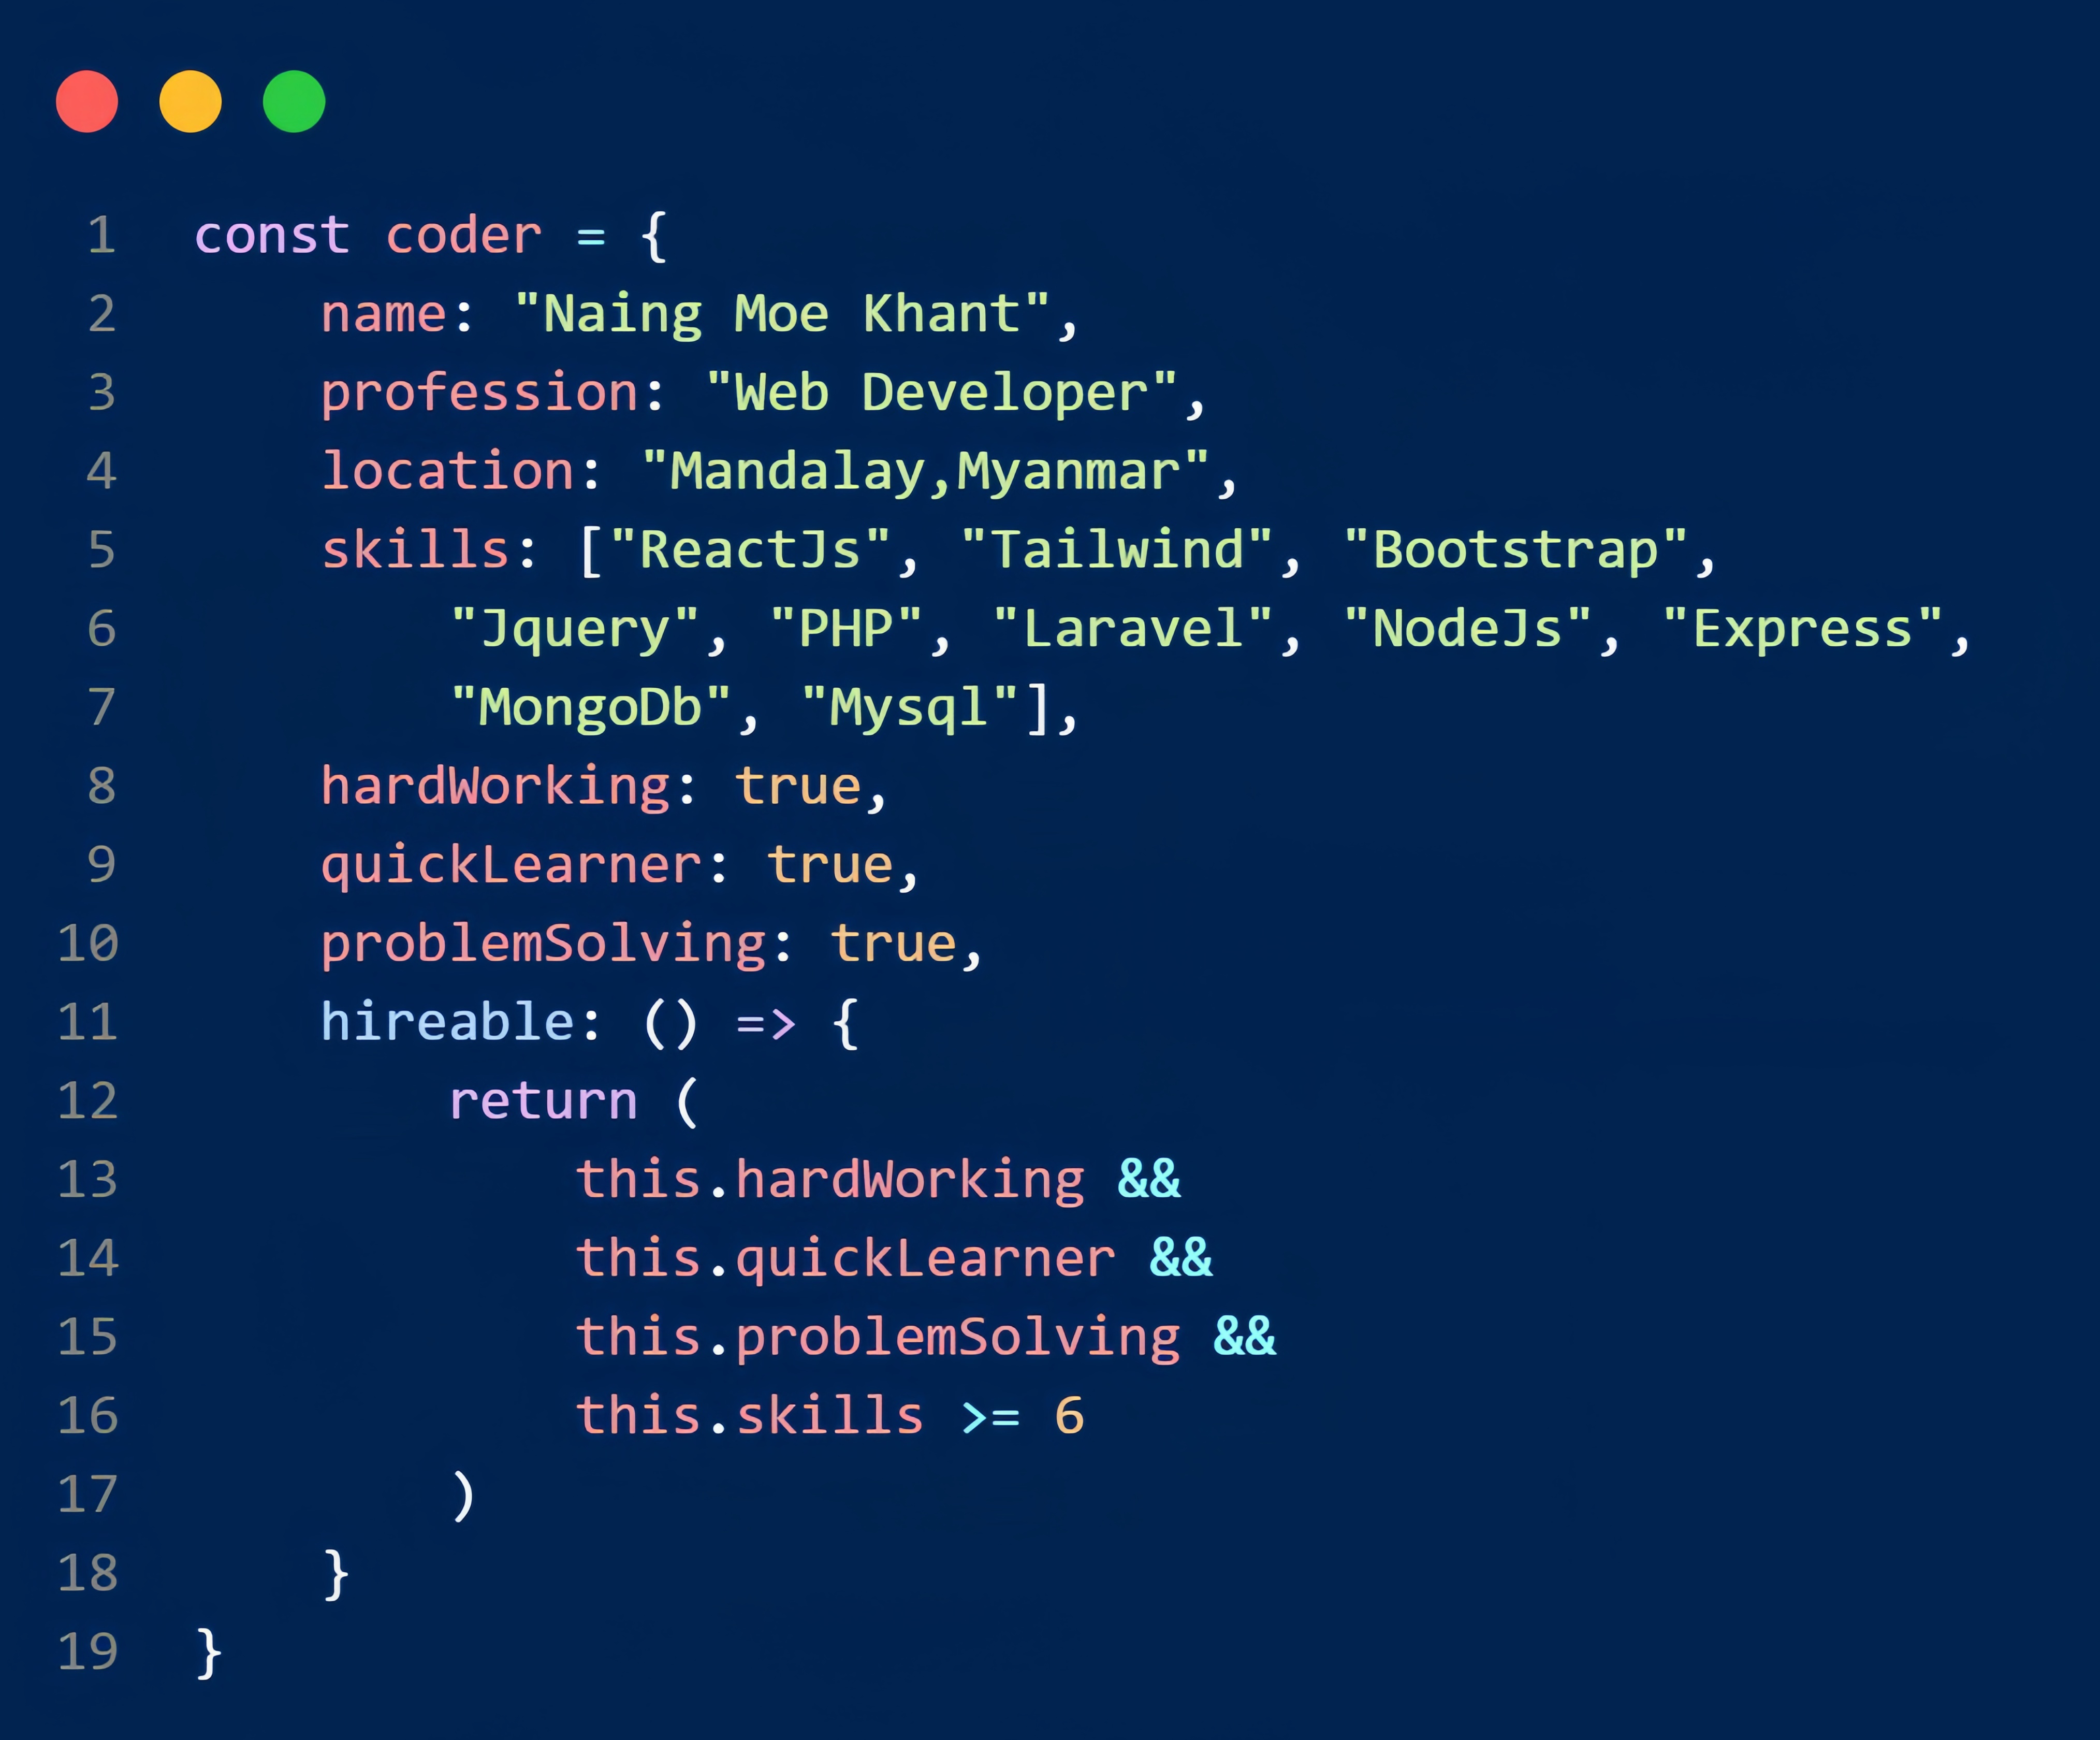 1 const coder = {
2 name: "Naing Moe Khant",
3 profession: "Web Developer",
4 location: "Mandalay,Myanmar",
5 skills: ["ReactJs", "Tailwind", "Bootstrap",
6 "Jquery", "PHP", "Laravel", "NodeJs", "Express",
7 "MongoDb", "Mysql"],
8 hardWorking: true,
9 quickLearner: true,
10 problemSolving: true,
11 hireable: () => {
12 return (
13 this.hardWorking &&
14 this.quickLearner &&
15 this.problemSolving &&
16 this.skills >= 6
17 )
18 }
19 }